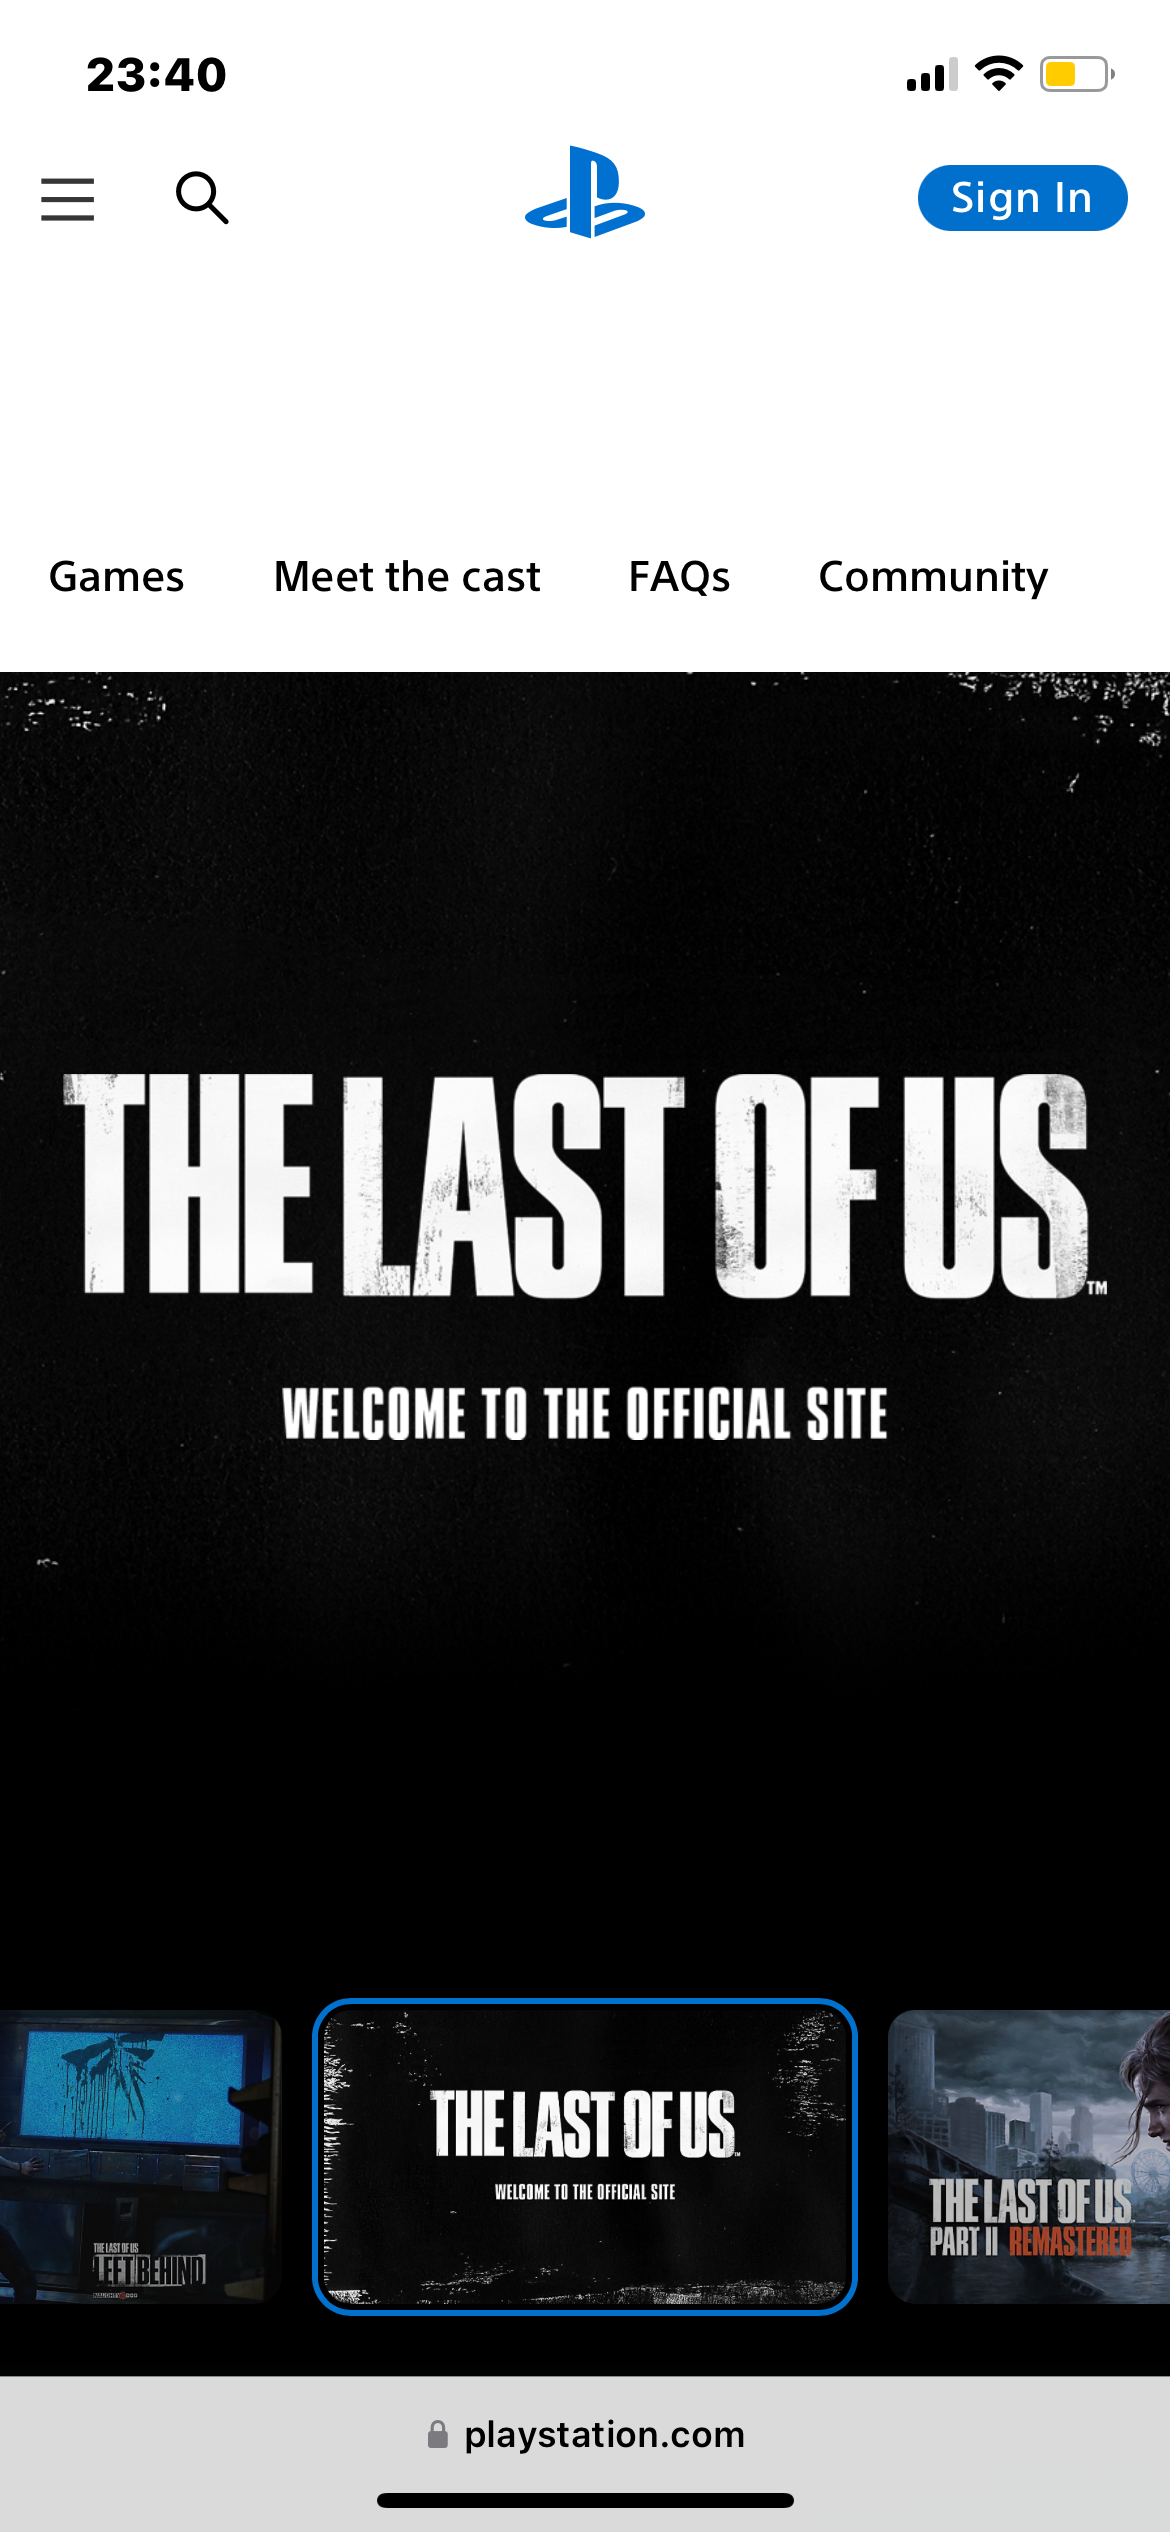 23:40
Sign In
Games
Meet the cast
FAQs
Community
THE LAST OF US™
WELCOME TO THE OFFICIAL SITE
THE LAST OF US
LEFT BEHIND
THE LAST OF US
WELCOME TO THE OFFICIAL SITE
THE LAST OF US
PART II REMASTERED
playstation.com